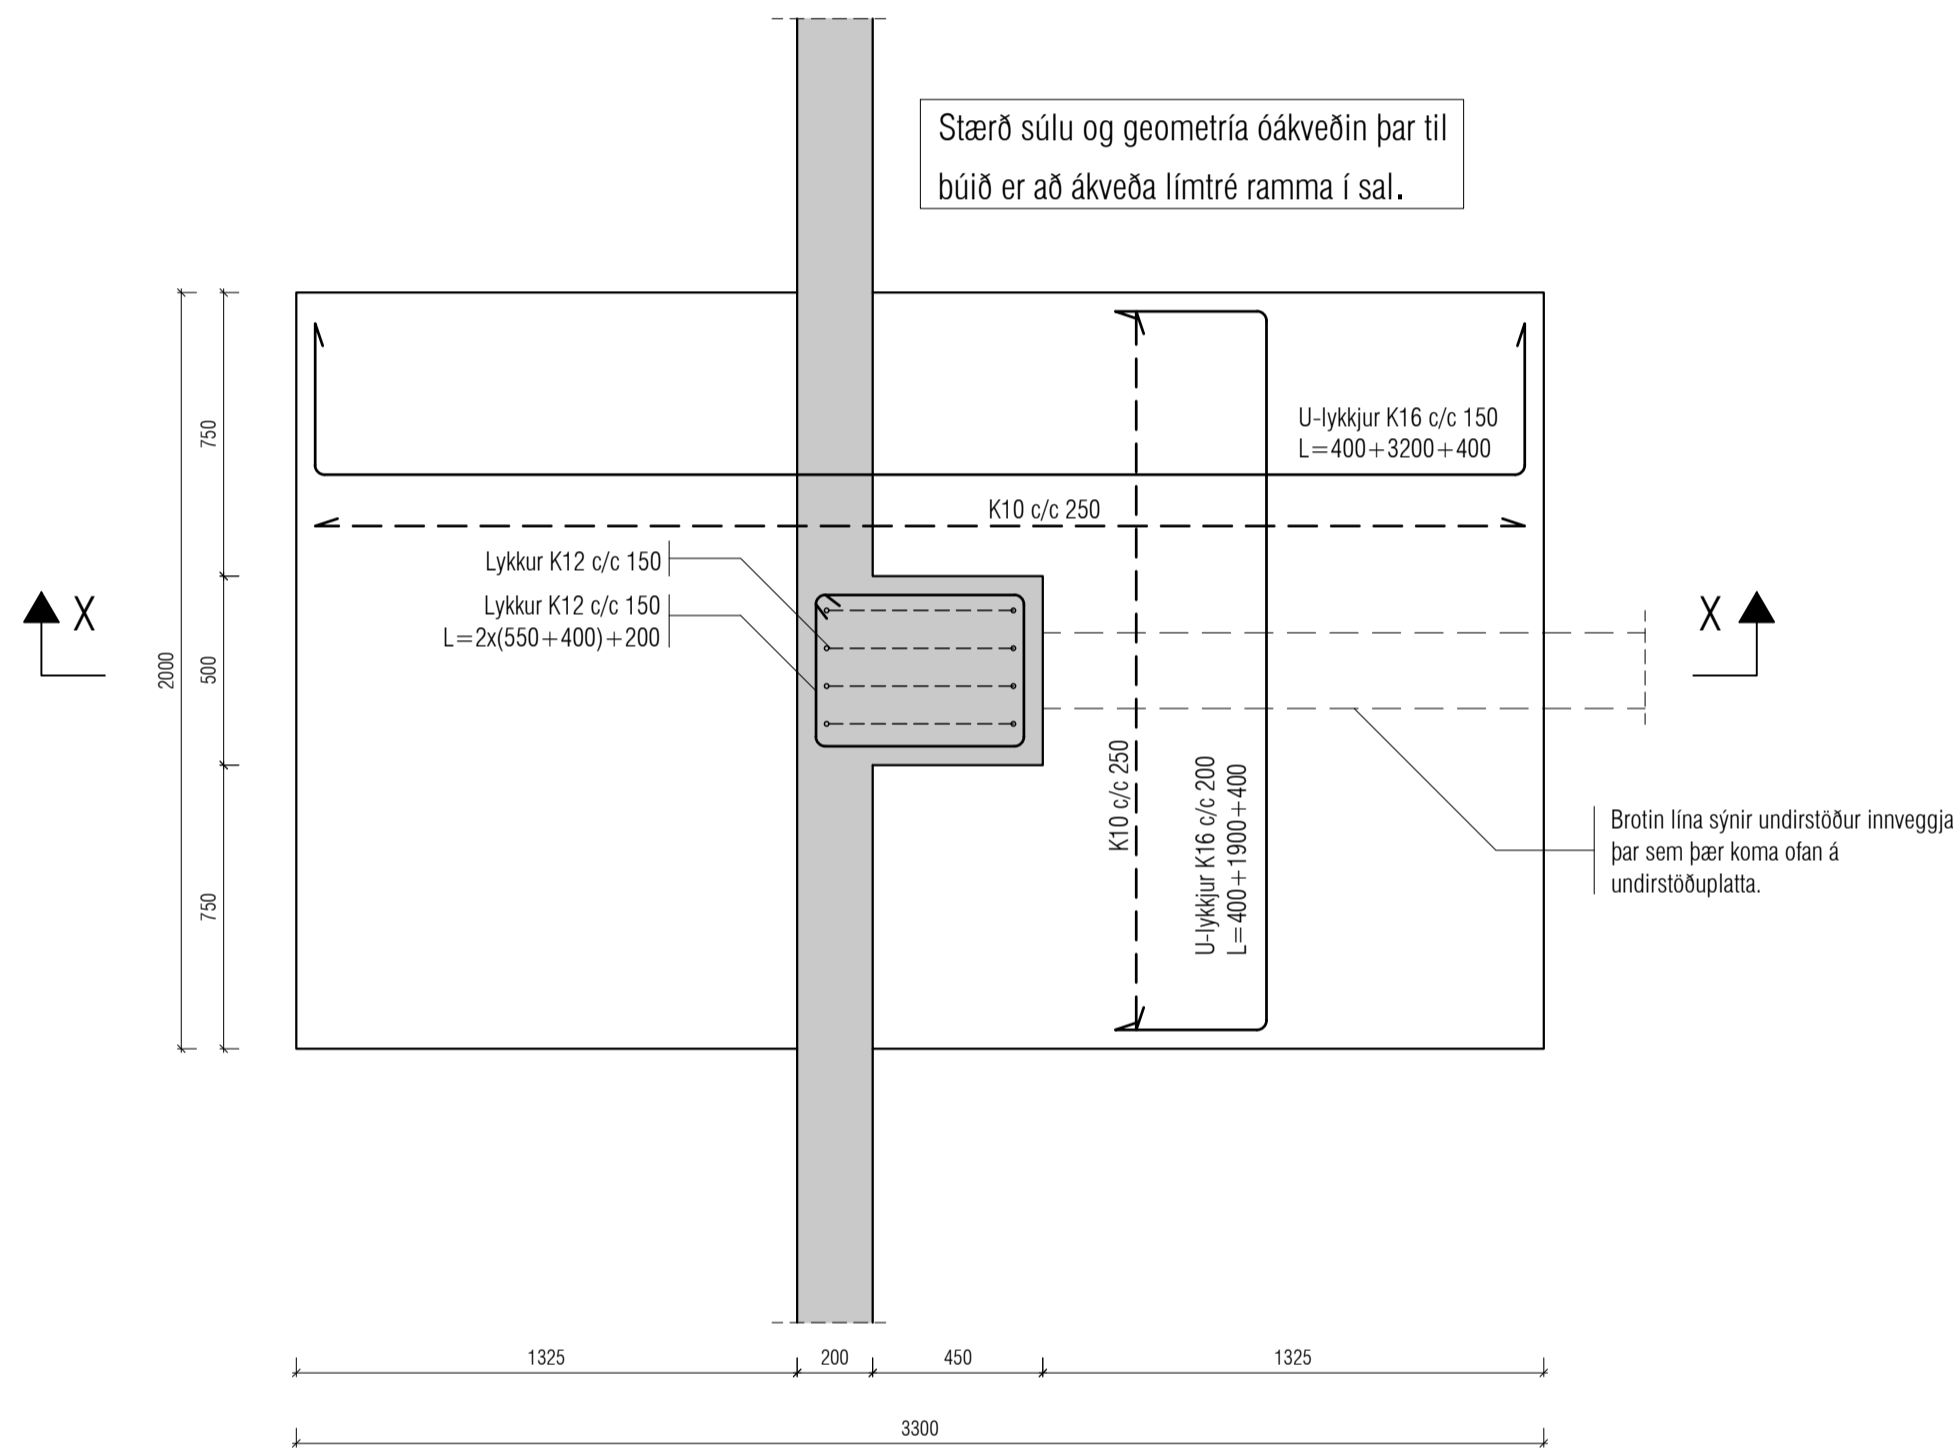 Stærð súlu og geometría óákveðin þar til
búið er að ákveða límtré ramma í sal.
U-lykkjur K16 c/c 150
L=400+3200+400
K10 c/c 250
Lykkur K12 c/c 150
Lykkur K12 c/c 150
L=2x(550+400)+200
X
X
750
500
750
2000
K10 c/c 250
U-lykkjur K16 c/c 200
L=400+1900+400
Brotin lína sýnir undirstöður innveggja
þar sem þær koma ofan á
undirstöðuplatta.
1325
200
450
1325
3300